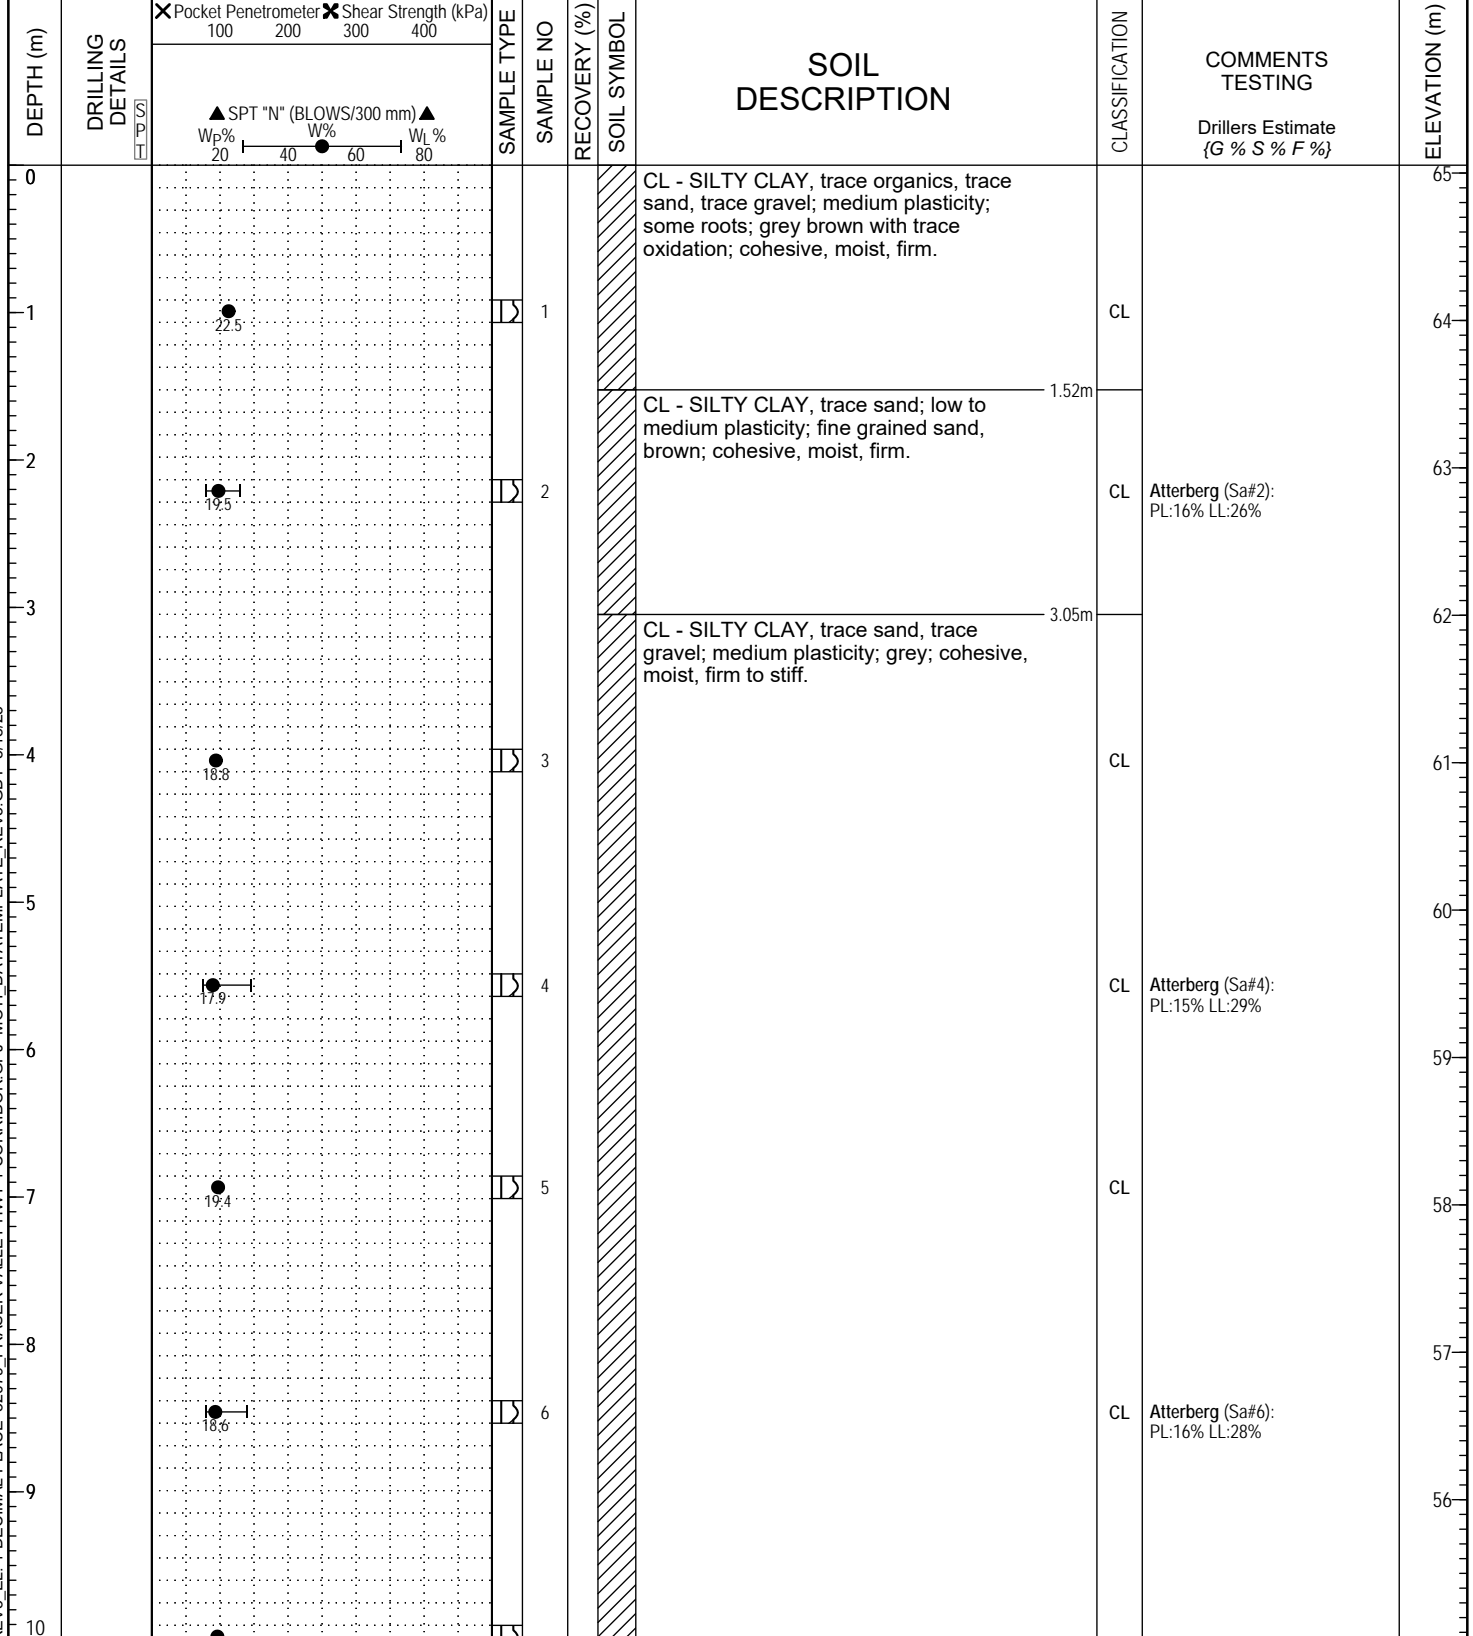 DEPTH (m)
DRILLING
DETAILS
S
P
T
Pocket Penetrometer Shear Strength (kPa)
100 200 300 400
▲ SPT "N" (BLOWS/300 mm) ▲
WP% W% WL%
20 40 60 80
SAMPLE TYPE
SAMPLE NO
RECOVERY (%)
SOIL SYMBOL
SOIL
DESCRIPTION
CLASSIFICATION
COMMENTS
TESTING
Drillers Estimate
{G % S % F %}
ELEVATION (m)
0
CL - SILTY CLAY, trace organics, trace
sand, trace gravel; medium plasticity;
some roots; grey brown with trace
oxidation; cohesive, moist, firm.
65
1
22.5
1
CL
64
1.52m
CL - SILTY CLAY, trace sand; low to
medium plasticity; fine grained sand,
brown; cohesive, moist, firm.
2
63
19.5
2
CL
Atterberg (Sa#2):
PL:16% LL:26%
3
62
3.05m
CL - SILTY CLAY, trace sand, trace
gravel; medium plasticity; grey; cohesive,
moist, firm to stiff.
4
18.8
3
CL
61
5
60
17.9
4
CL
Atterberg (Sa#4):
PL:15% LL:29%
6
59
7
19.4
5
CL
58
8
57
18.6
6
CL
Atterberg (Sa#6):
PL:16% LL:28%
9
56
10